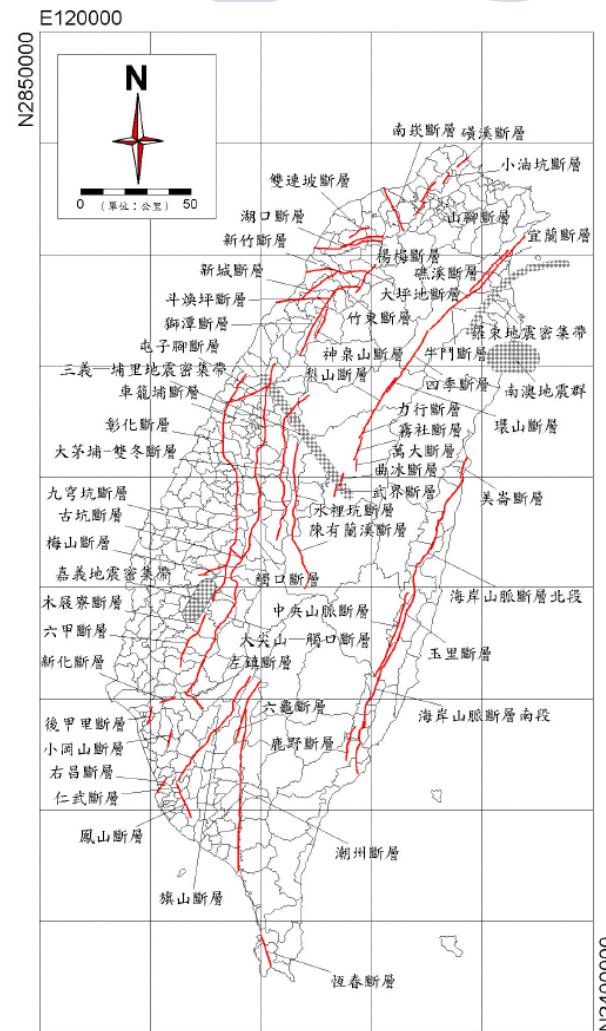 E120000
N2850000
N
0
50
(單位：公里)
南崁斷層
磺溪斷層
小油坑斷層
雙連坡斷層
山腳斷層
湖口斷層
宜蘭斷層
新竹斷層
楊梅斷層
礁溪斷層
新城斷層
大坪地斷層
斗煥坪斷層
竹東斷層
獅潭斷層
羅東地震密集帶
屯子腳斷層
神桌山斷層
牛鬥斷層
三義—埔里地震密集帶
梨山斷層
四季斷層
南澳地震群
車籠埔斷層
力行斷層
環山斷層
彰化斷層
霧社斷層
大茅埔-雙冬斷層
萬大斷層
曲冰斷層
九芎坑斷層
武界斷層
美崙斷層
古坑斷層
水裡坑斷層
陳有蘭溪斷層
梅山斷層
嘉義地震密集帶
觸口斷層
海岸山脈斷層北段
木屐寮斷層
中央山脈斷層
六甲斷層
大尖山—觸口斷層
玉里斷層
新化斷層
左鎮斷層
六龜斷層
後甲里斷層
海岸山脈斷層南段
小岡山斷層
鹿野斷層
右昌斷層
仁武斷層
鳳山斷層
潮州斷層
旗山斷層
恆春斷層
N2400000